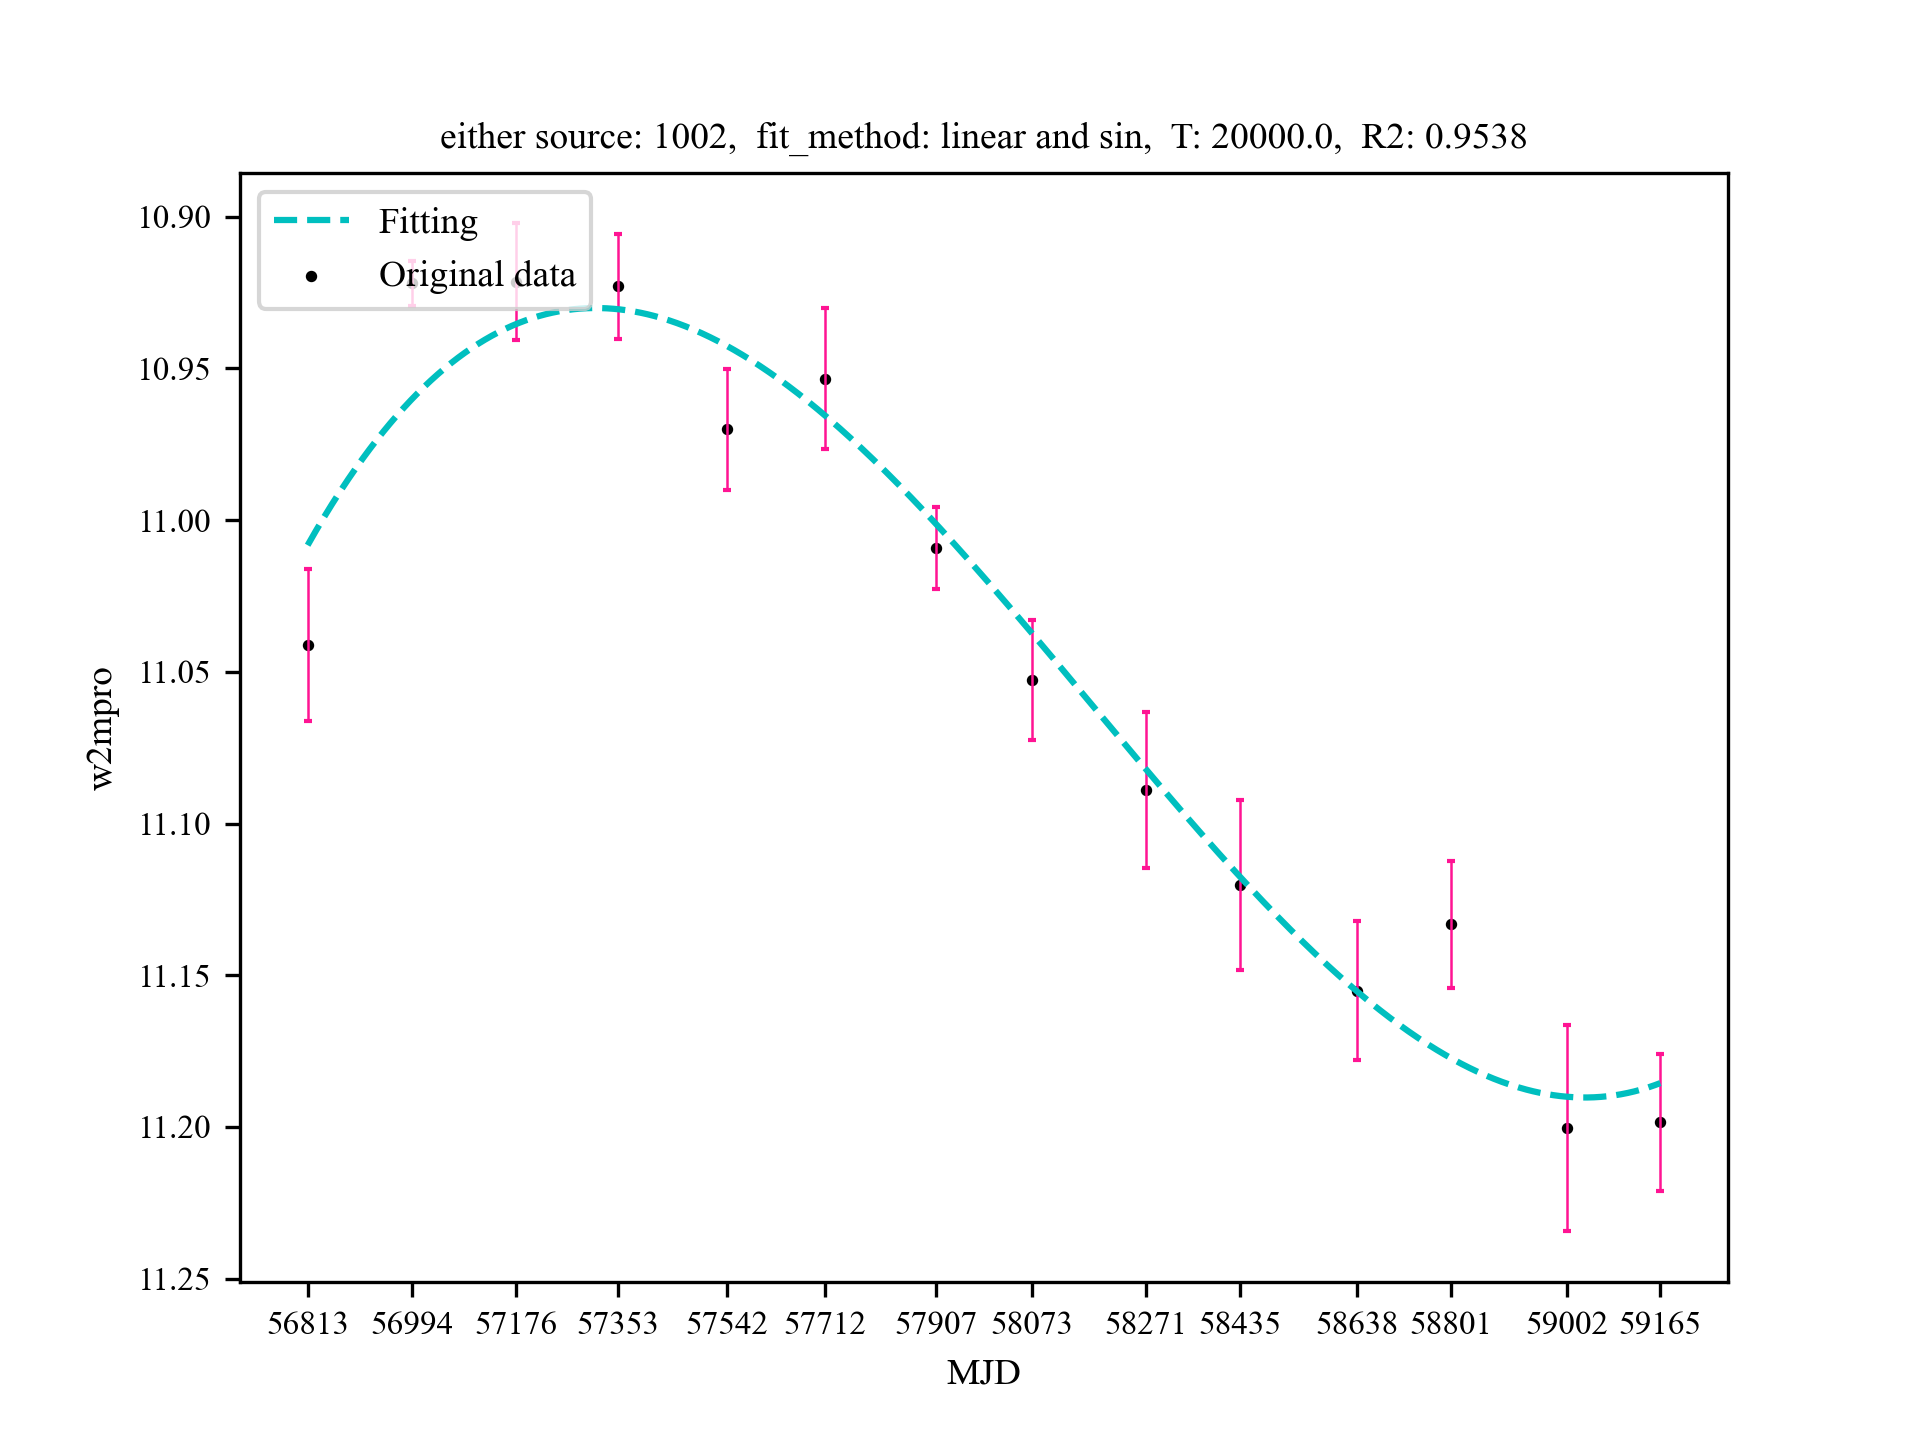 either source: 1002,  fit_method: linear and sin,  T: 20000.0,  R2: 0.9538
Fitting
Original data
10.90
10.95
11.00
11.05
11.10
11.15
11.20
11.25
w2mpro
56813 56994 57176 57353 57542 57712 57907 58073 58271 58435 58638 58801 59002 59165
MJD